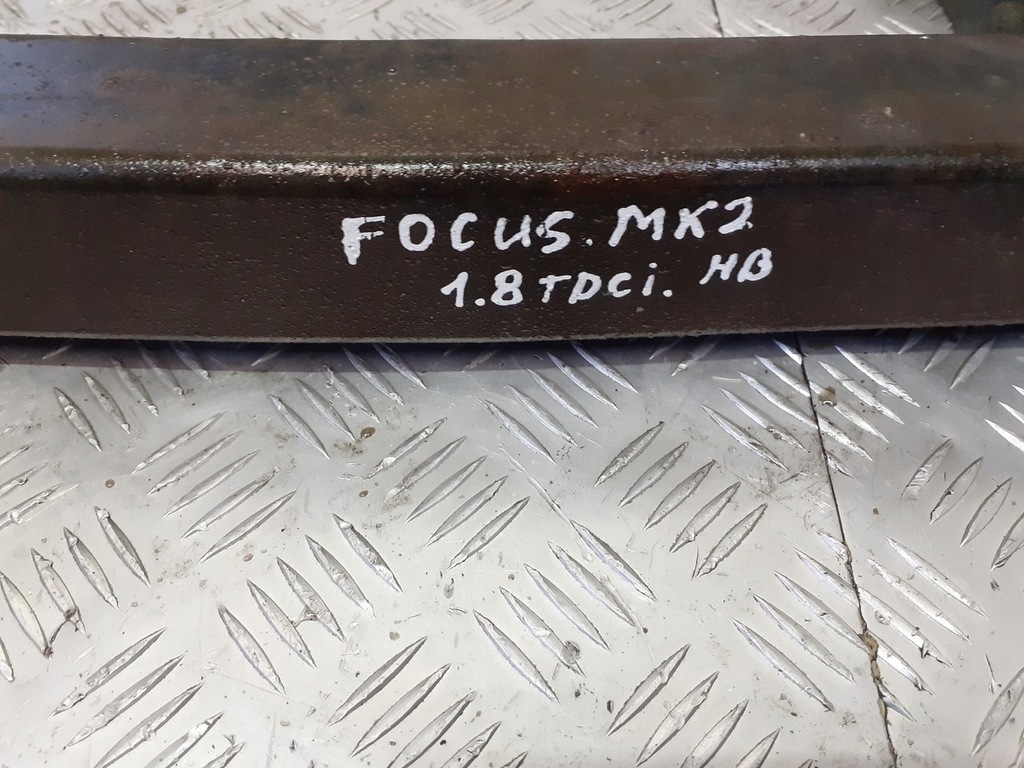 FOCUS. MK2
1.8 TDCi. HB